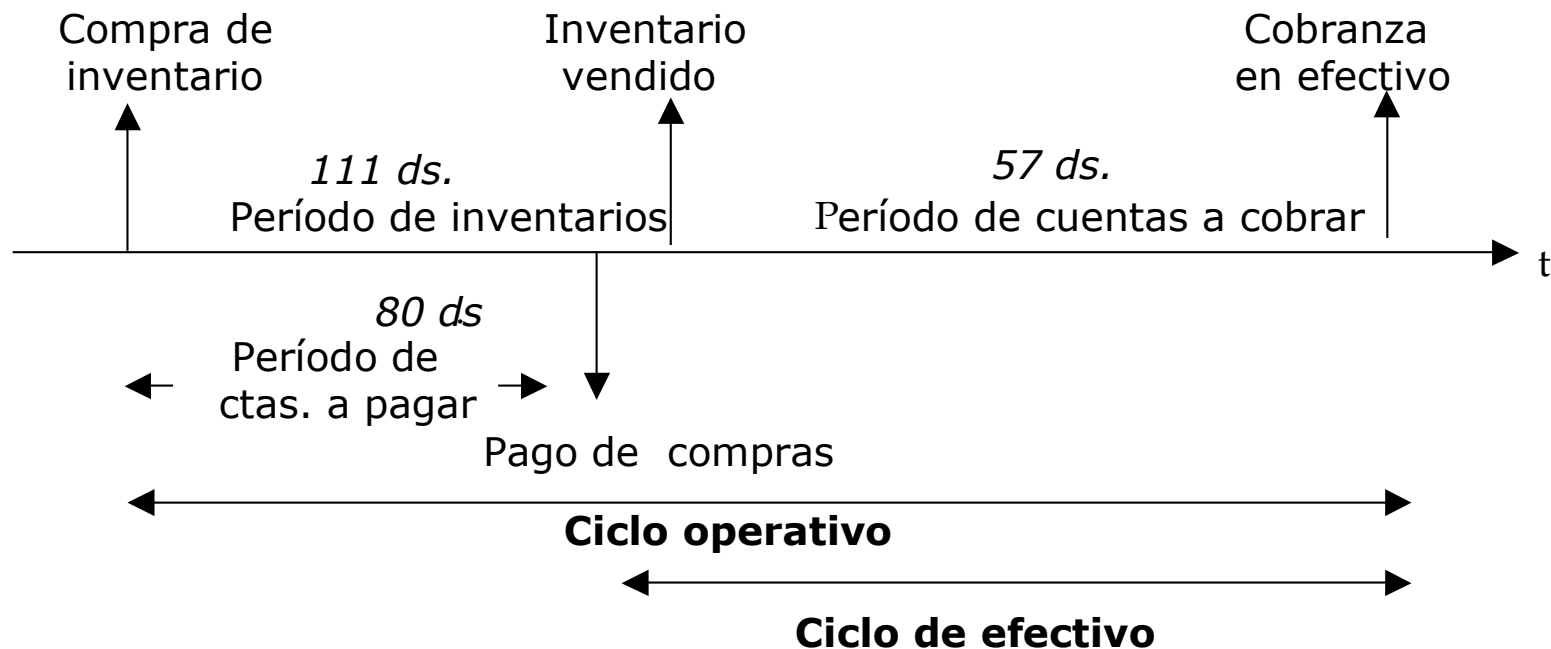 Compra de
inventario
Inventario
vendido
Cobranza
en efectivo
111 ds.
Período de inventarios
57 ds.
Período de cuentas a cobrar
t
80 ds.
Período de
ctas. a pagar
Pago de compras
Ciclo operativo
Ciclo de efectivo